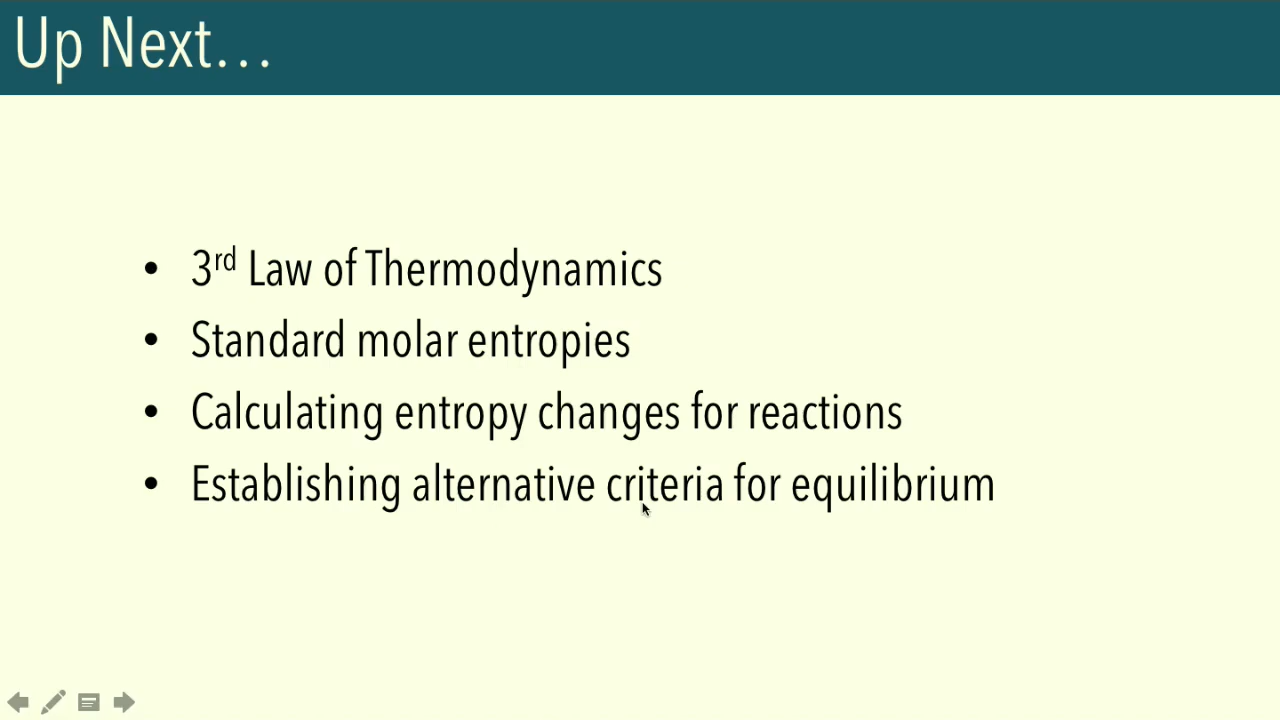 Up Next…
• 3rd Law of Thermodynamics
• Standard molar entropies
• Calculating entropy changes for reactions
• Establishing alternative criteria for equilibrium